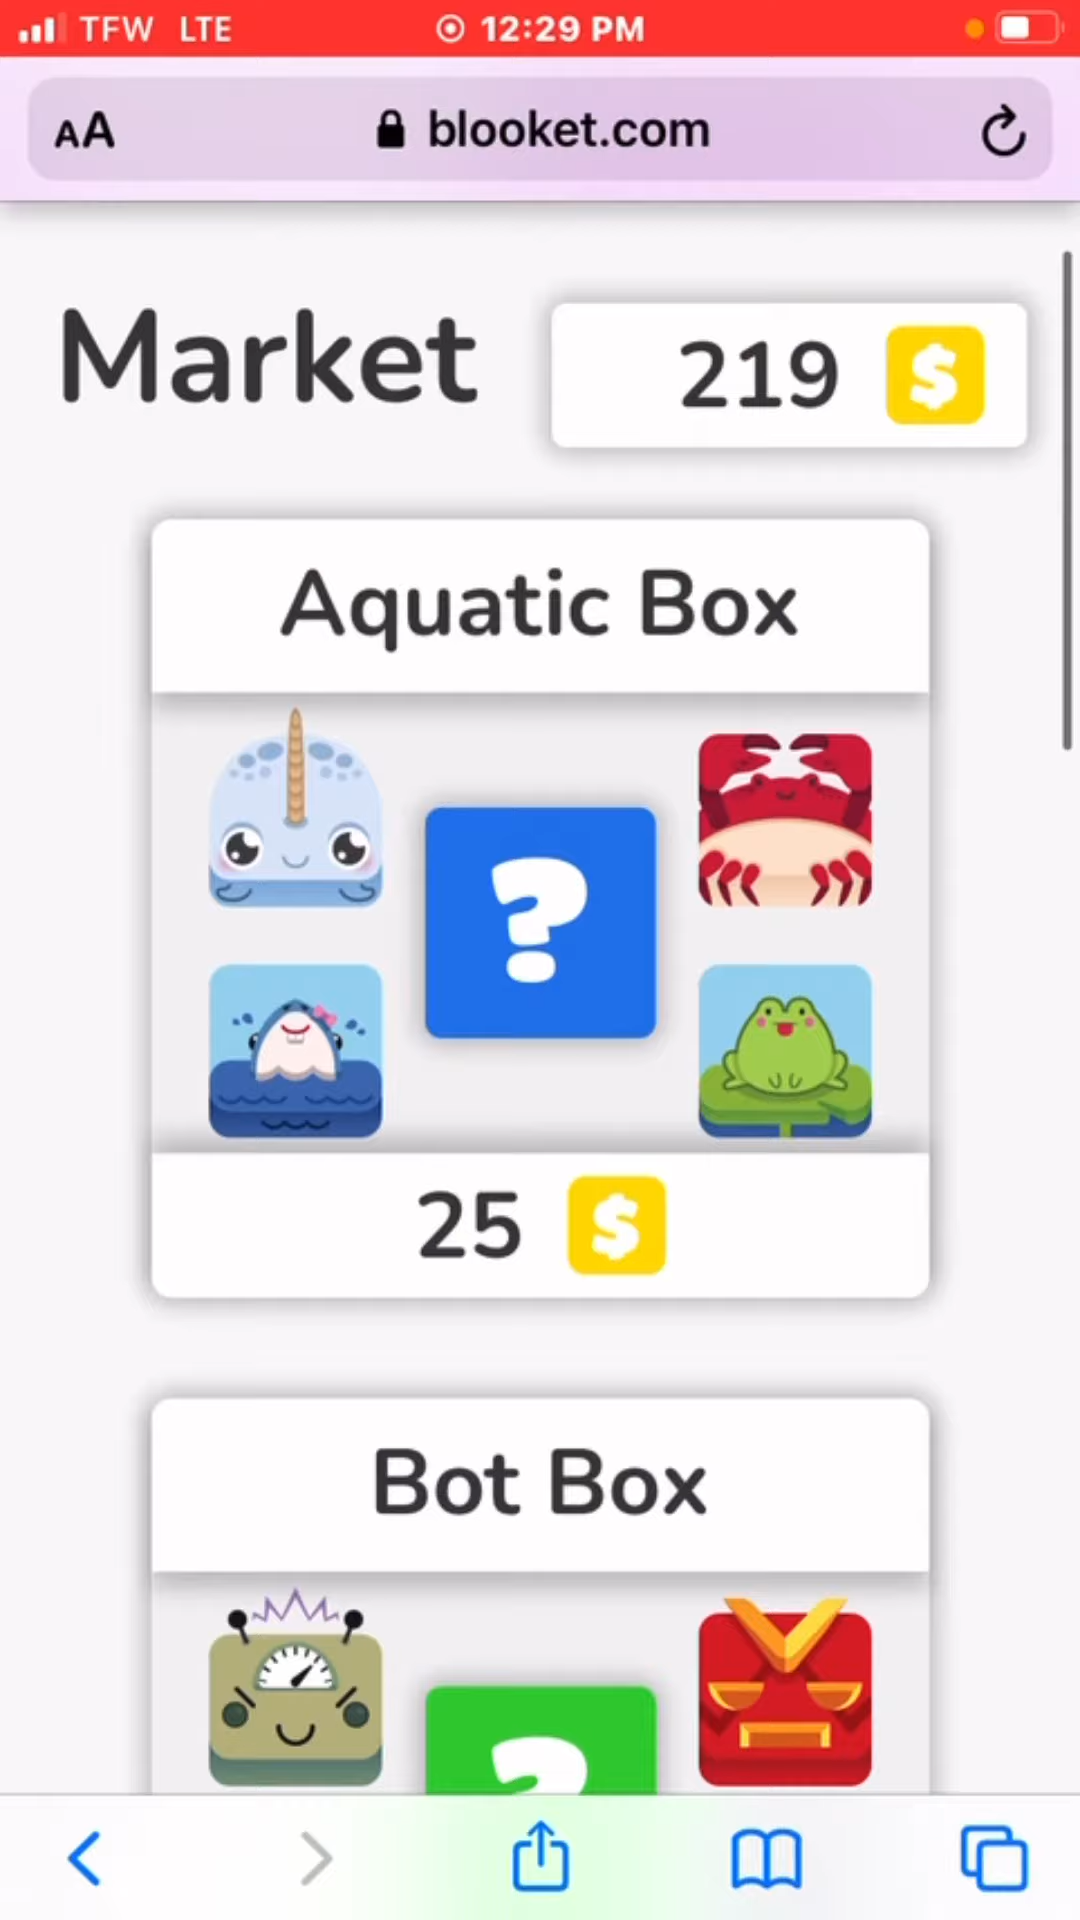 TFW LTE 12:29 PM
AA blooket.com
Market 219 $
Aquatic Box
?
25 $
Bot Box
?